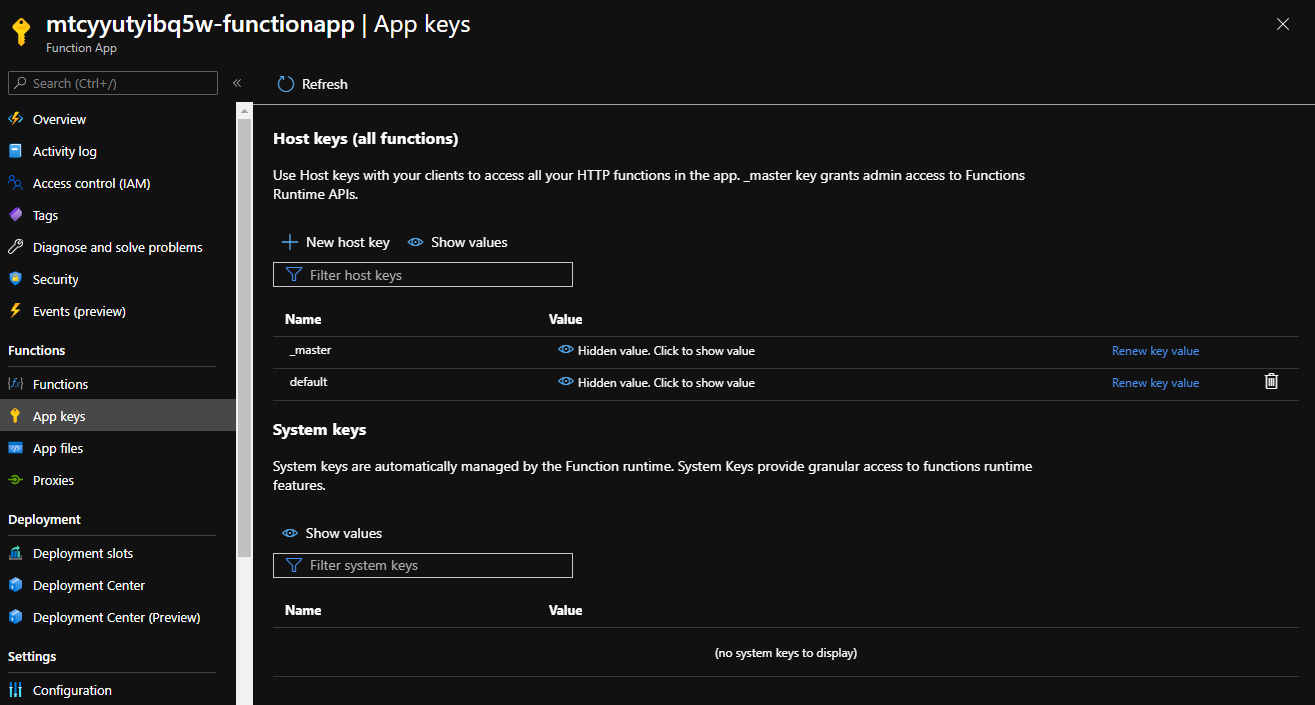 mtcyyutyibq5w-functionapp | App keys
Function App
Search (Ctrl+/)
«
Refresh
Overview
Activity log
Access control (IAM)
Tags
Diagnose and solve problems
Security
Events (preview)
Functions
Functions
App keys
App files
Proxies
Deployment
Deployment slots
Deployment Center
Deployment Center (Preview)
Settings
Configuration
Host keys (all functions)
Use Host keys with your clients to access all your HTTP functions in the app. _master key grants admin access to Functions
Runtime APIs.
New host key Show values
Filter host keys
Name Value
_master Hidden value. Click to show value Renew key value
default Hidden value. Click to show value Renew key value
System keys
System keys are automatically managed by the Function runtime. System Keys provide granular access to functions runtime
features.
Show values
Filter system keys
Name Value
(no system keys to display)